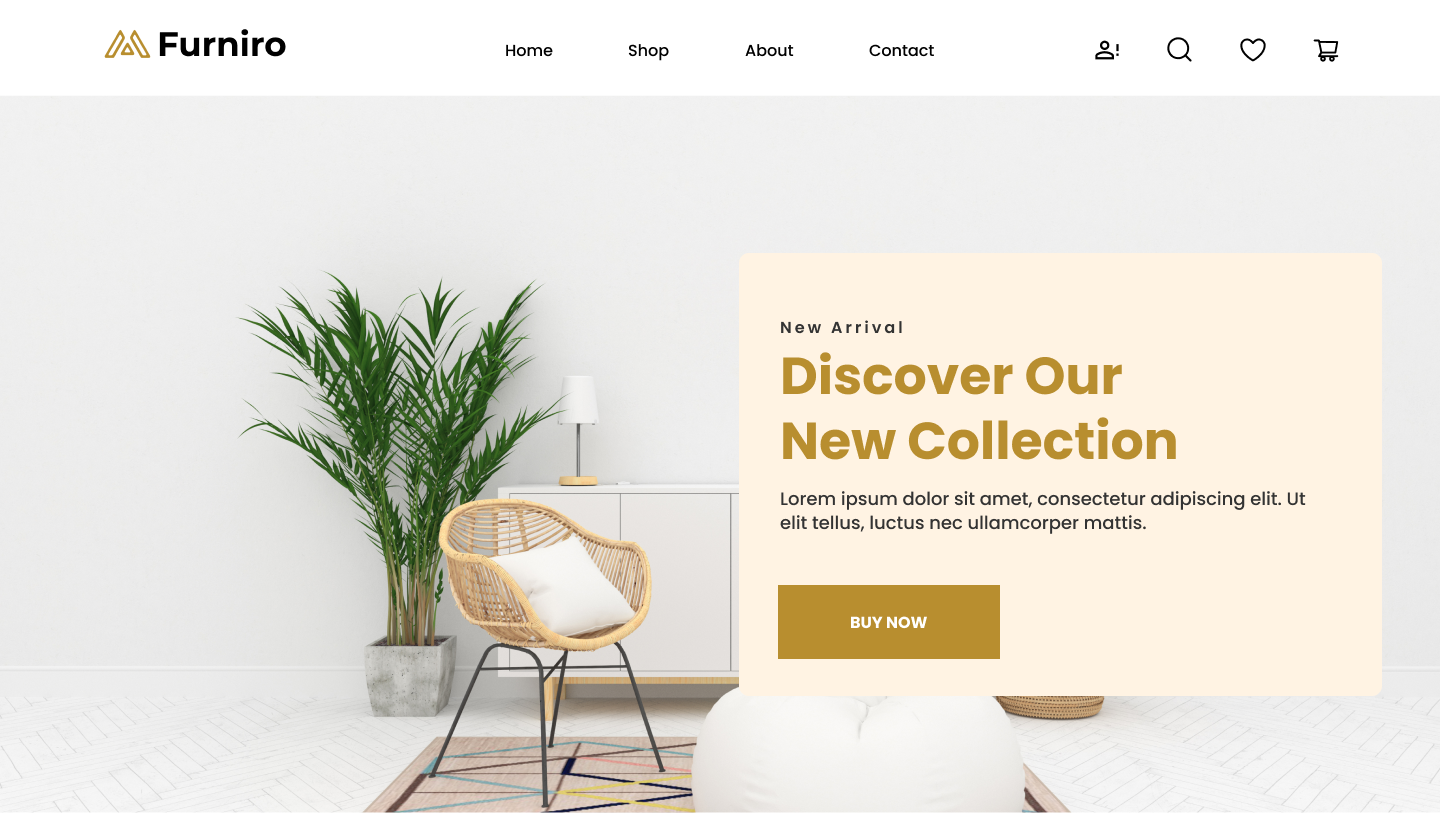 Furniro
Home
Shop
About
Contact
New Arrival
Discover Our
New Collection
Lorem ipsum dolor sit amet, consectetur adipiscing elit. Ut
elit tellus, luctus nec ullamcorper mattis.
BUY NOW